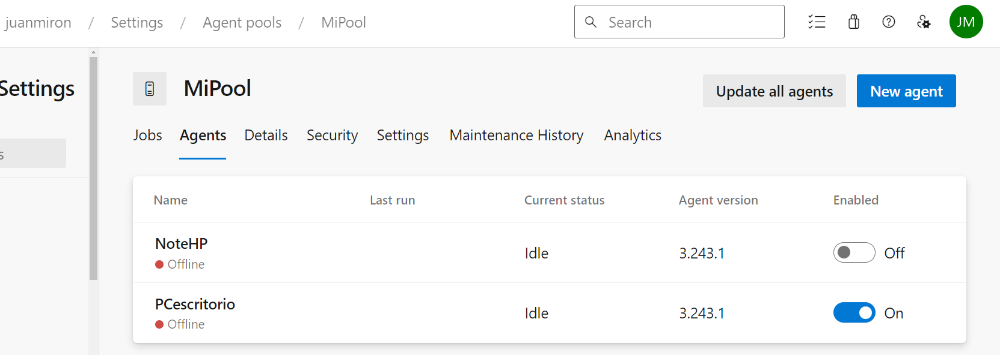 juanmiron / Settings / Agent pools / MiPool Search JM
Settings
MiPool
Update all agents New agent
Jobs Agents Details Security Settings Maintenance History Analytics
s
Name Last run Current status Agent version Enabled
NoteHP
Offline
Idle 3.243.1 Off
PCescritorio
Offline
Idle 3.243.1 On